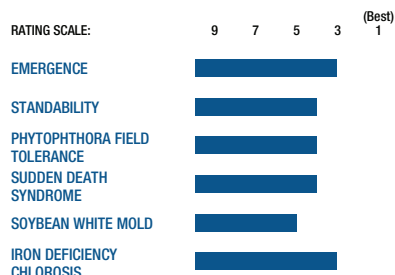 (Best)
RATING SCALE: 9 7 5 3 1
EMERGENCE
STANDABILITY
PHYTOPHTHORA FIELD
TOLERANCE
SUDDEN DEATH
SYNDROME
SOYBEAN WHITE MOLD
IRON DEFICIENCY
CHLOROSIS